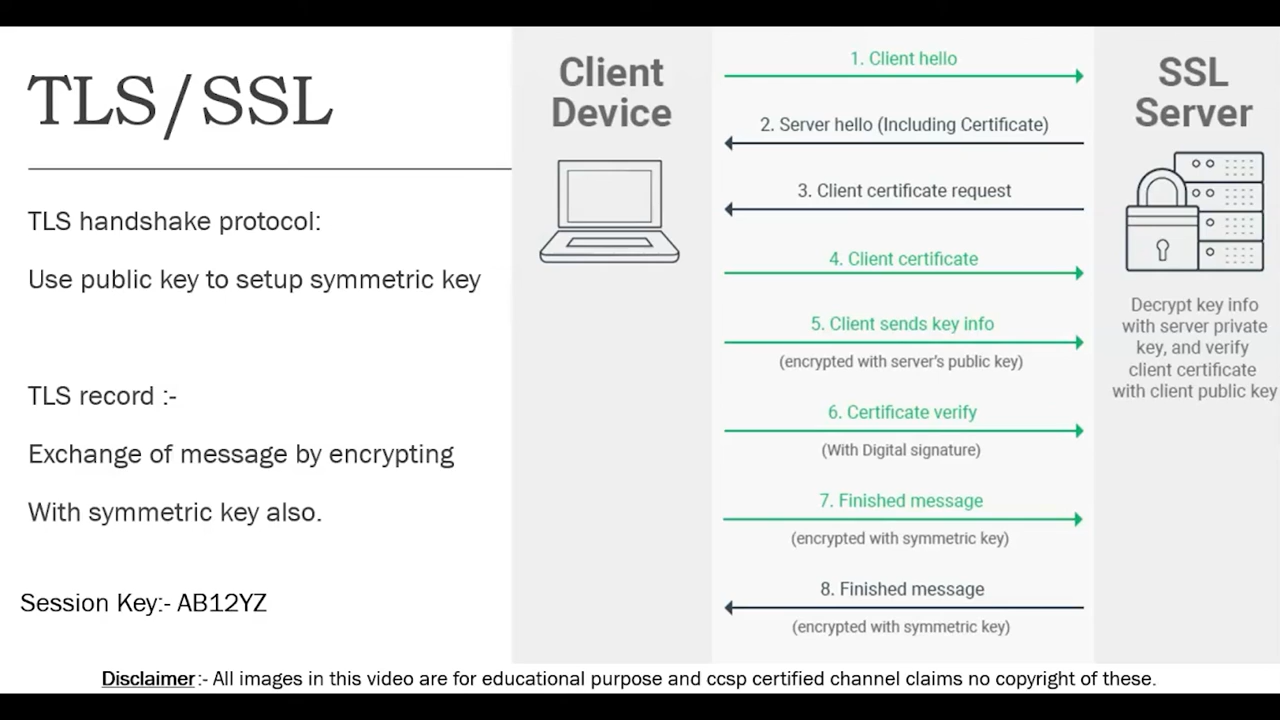 TLS/SSL
TLS handshake protocol:
Use public key to setup symmetric key
TLS record :-
Exchange of message by encrypting
With symmetric key also.
Session Key:- AB12YZ
Client
Device
1. Client hello
2. Server hello (Including Certificate)
3. Client certificate request
4. Client certificate
5. Client sends key info
(encrypted with server's public key)
6. Certificate verify
(With Digital signature)
7. Finished message
(encrypted with symmetric key)
8. Finished message
(encrypted with symmetric key)
SSL
Server
Decrypt key info
with server private
key, and verify
client certificate
with client public key
Disclaimer:- All images in this video are for educational purpose and ccsp certified channel claims no copyright of these.